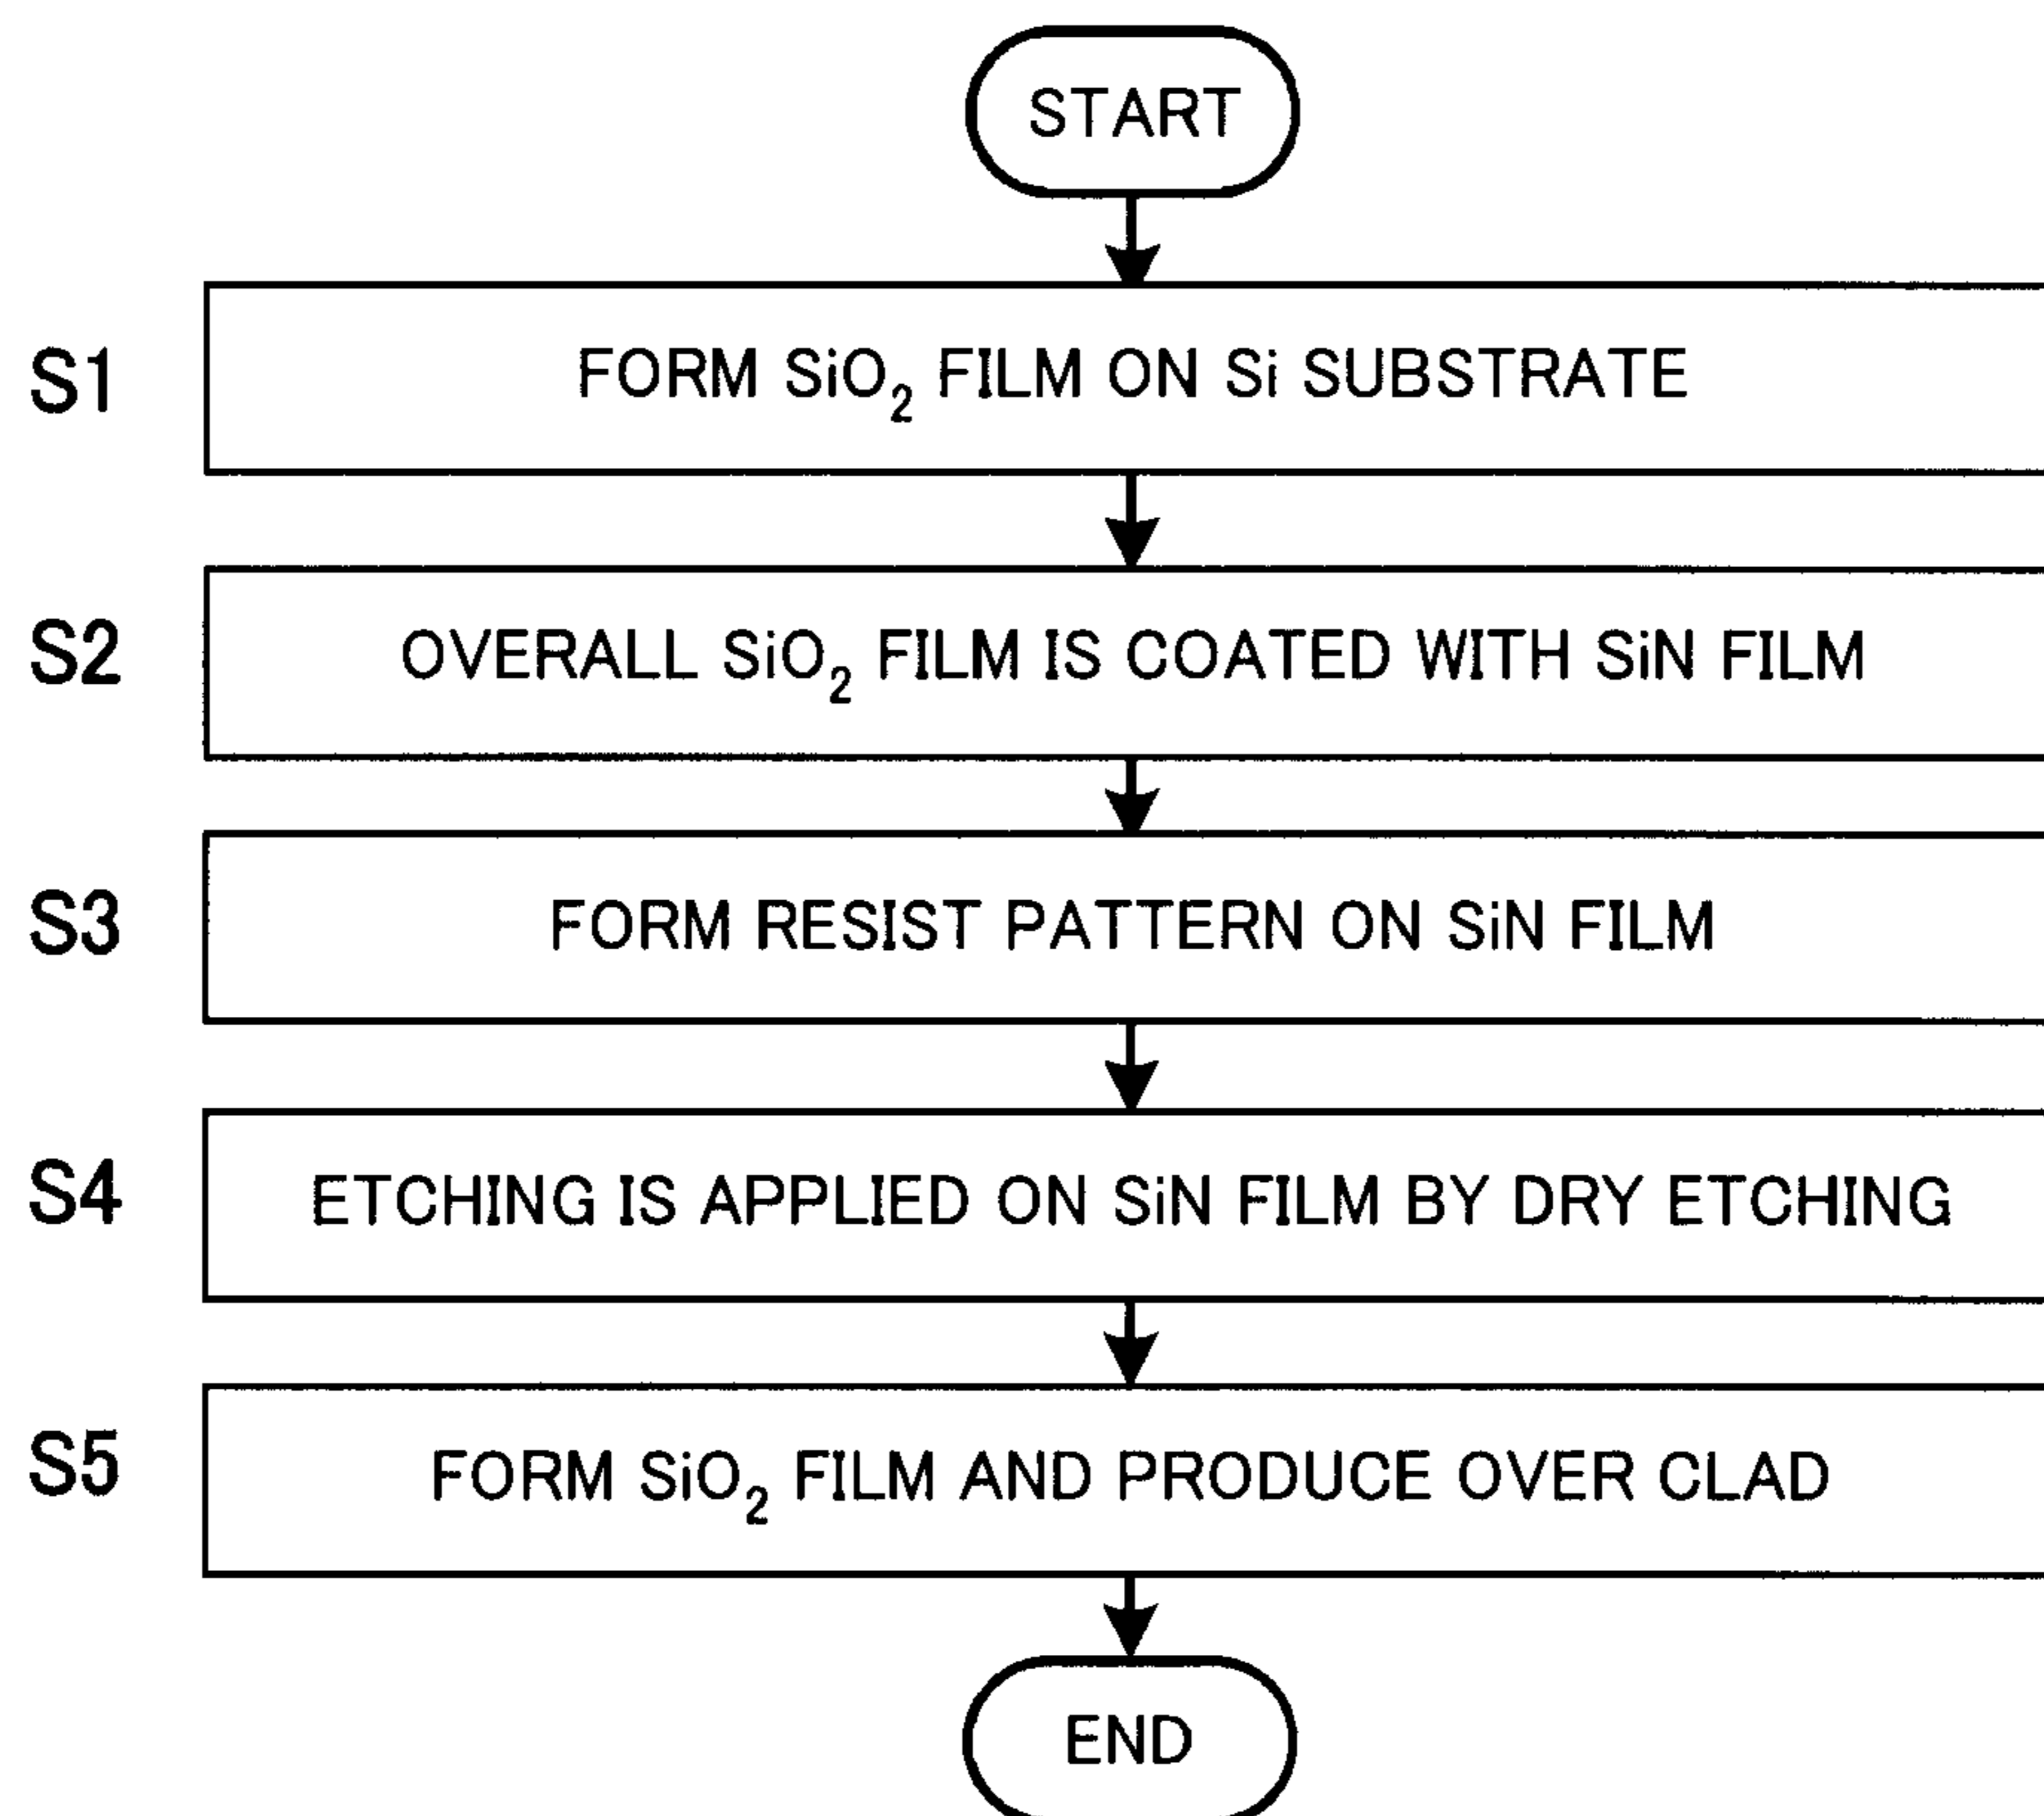 START
S1 FORM SiO₂ FILM ON Si SUBSTRATE
S2 OVERALL SiO₂ FILM IS COATED WITH SiN FILM
S3 FORM RESIST PATTERN ON SiN FILM
S4 ETCHING IS APPLIED ON SiN FILM BY DRY ETCHING
S5 FORM SiO₂ FILM AND PRODUCE OVER CLAD
END